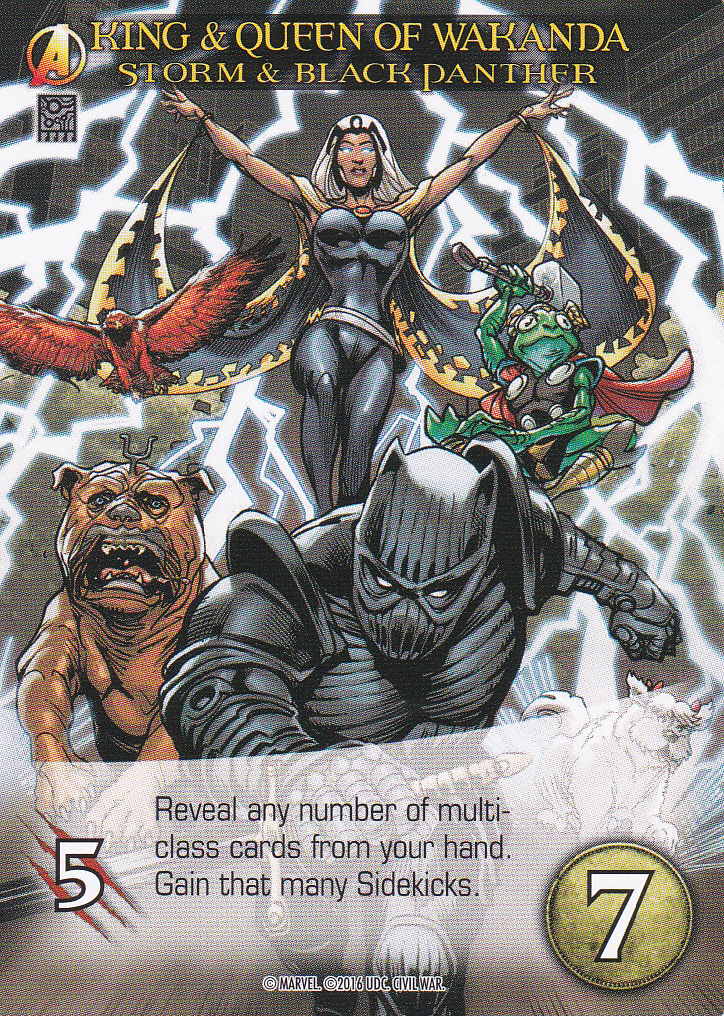 KING & QUEEN OF WAKANDA
STORM & BLACK PANTHER
5
Reveal any number of multi-
class cards from your hand.
Gain that many Sidekicks.
7
© MARVEL. ©2016 UDC. CIVIL WAR.